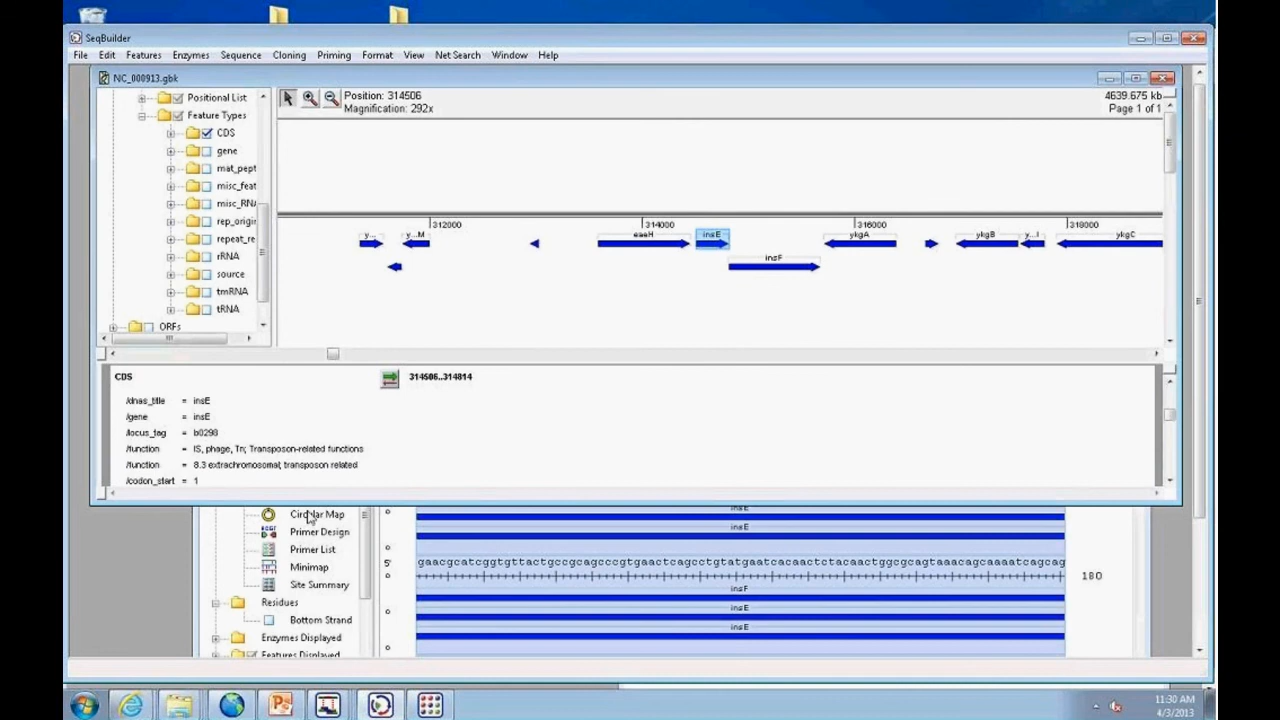 SeqBuilder
File Edit Features Enzymes Sequence Cloning Priming Format View Net Search Window Help
NC_000913.gbk
Positional List
Feature Types
CDS
gene
mat_pept
misc_feat
misc_RNA
rep_origin
repeat_re
rRNA
source
tmRNA
tRNA
ORFs
Position: 314506
Magnification: 292x
4639.675 kb
Page 1 of 1
312000 314000 316000 318000
y... y...M eaeH insE ykgA ykgB y...I ykgC
insF
CDS 314506..314814
/dnas_title = insE
/gene = insE
/locus_tag = b0298
/function = IS, phage, Tn; Transposon-related functions
/function = 8.3 extrachromosomal; transposon related
/codon_start = 1
Circular Map
Primer Design
Primer List
Minimap
Site Summary
Residues
Bottom Strand
Enzymes Displayed
Features Displayed
insE
insE
5' gaacgcatcggtgttactgccgcagcccgtgaactcagcctgtatgaatcacaactctacaactggcgcagtaaacagcaaaatcagcag
180
insF
insE
insE
11:30 AM
4/3/2013